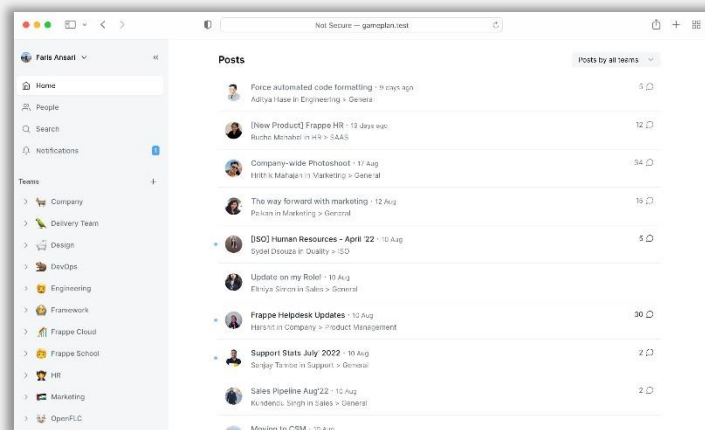 Not Secure — gameplan.test
Faris Ansari
Home
People
Search
Notifications 1
Teams
Company
Delivery Team
Design
DevOps
Engineering
Framework
Frappe Cloud
Frappe School
HR
Marketing
OpenFLC
Posts
Posts by all teams
Force automated code formatting · 9 days ago
5
Aditya Hase in Engineering > General
[New Product] Frappe HR · 13 days ago
12
Rucha Mahabal in HR > SAAS
Company-wide Photoshoot · 17 Aug
34
Hrithik Mahajan in Marketing > General
The way forward with marketing · 12 Aug
16
in Marketing > General
[ISO] Human Resources - April '22 · 10 Aug
5
Sydel Dsouza in Quality > ISO
Update on my Role! · 10 Aug
in Sales > General
Frappe Helpdesk Updates · 10 Aug
30
Harshit in Company > Product Management
Support Stats July' 2022 · 10 Aug
2
Sanjay Tambe in Support > General
Sales Pipeline Aug'22 · 10 Aug
2
Singh in Sales > General
Moving to CSM · 10 Aug